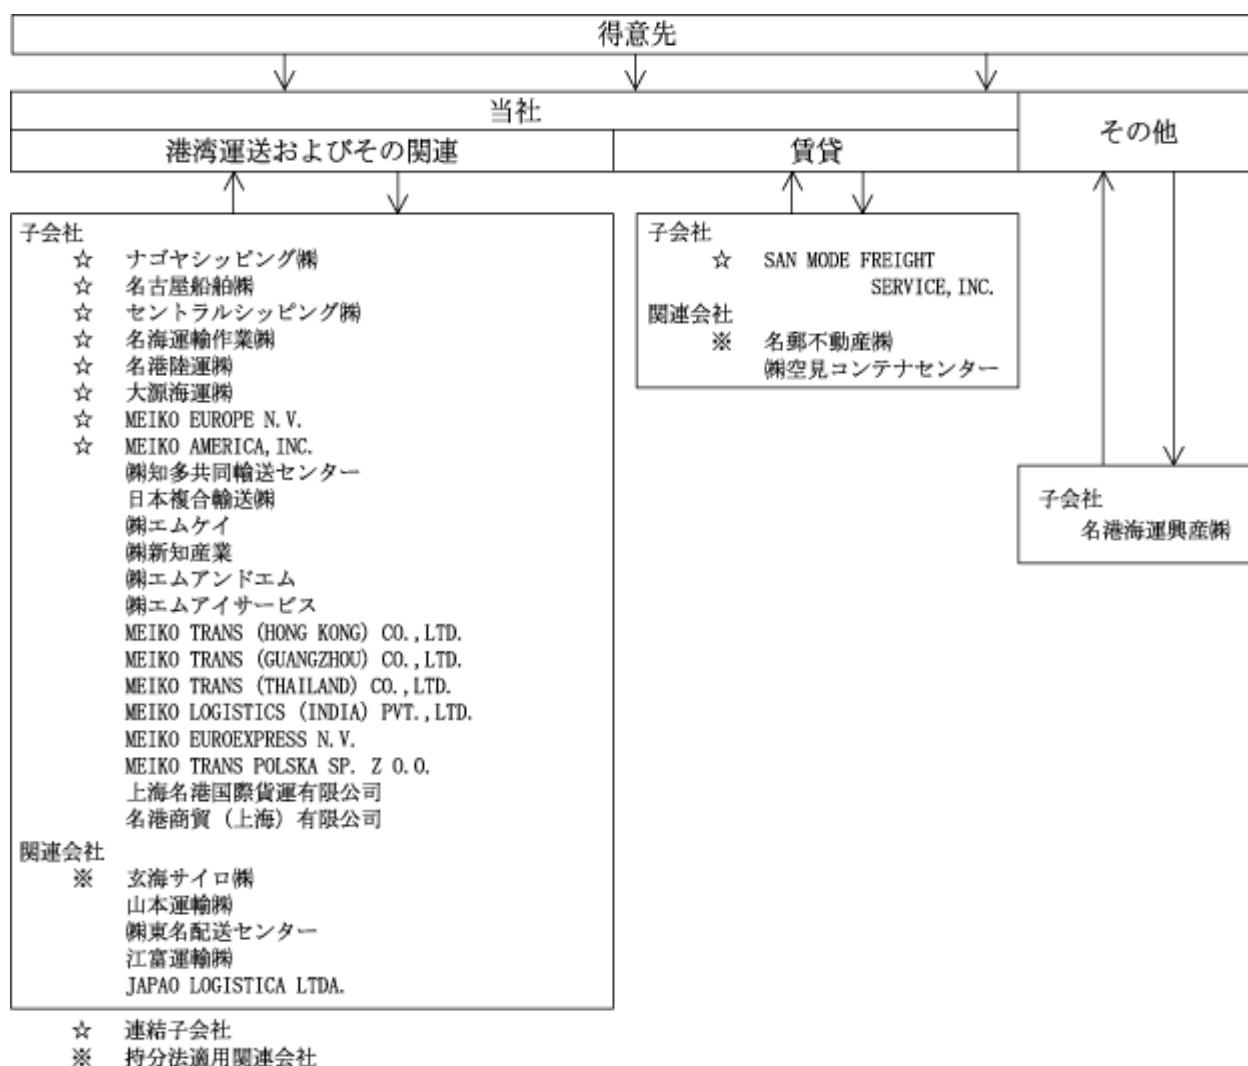 得意先
当社
その他
港湾運送およびその関連
賃貸
子会社
☆ ナゴヤシッピング㈱
☆ 名古屋船舶㈱
☆ セントラルシッピング㈱
☆ 名海運輸作業㈱
☆ 名港陸運㈱
☆ 大源海運㈱
☆ MEIKO EUROPE N.V.
☆ MEIKO AMERICA,INC.
㈱知多共同輸送センター
日本複合輸送㈱
㈱エムケイ
㈱新知産業
㈱エムアンドエム
㈱エムアイサービス
MEIKO TRANS (HONG KONG) CO.,LTD.
MEIKO TRANS (GUANGZHOU) CO.,LTD.
MEIKO TRANS (THAILAND) CO.,LTD.
MEIKO LOGISTICS (INDIA) PVT.,LTD.
MEIKO EUROEXPRESS N.V.
MEIKO TRANS POLSKA SP. Z O.O.
上海名港国際貨運有限公司
名港商貿（上海）有限公司
関連会社
※ 玄海サイロ㈱
山本運輸㈱
㈱東名配送センター
江富運輸㈱
JAPAO LOGISTICA LTDA.
子会社
☆ SAN MODE FREIGHT
SERVICE,INC.
関連会社
※ 名郵不動産㈱
㈱空見コンテナセンター
子会社
名港海運興産㈱
☆ 連結子会社
※ 持分法適用関連会社